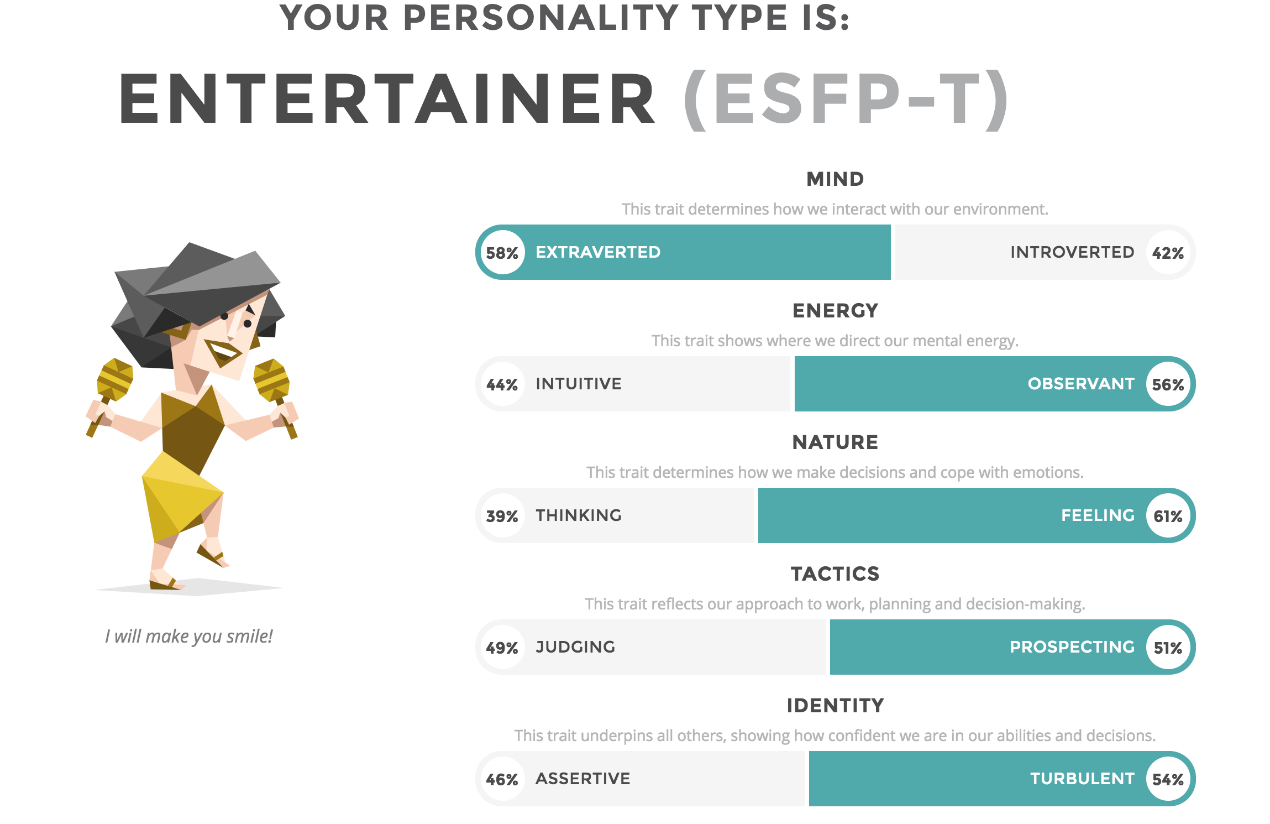 YOUR PERSONALITY TYPE IS:
ENTERTAINER (ESFP-T)
MIND
This trait determines how we interact with our environment.
58% EXTRAVERTED INTROVERTED 42%
ENERGY
This trait shows where we direct our mental energy.
44% INTUITIVE OBSERVANT 56%
NATURE
This trait determines how we make decisions and cope with emotions.
39% THINKING FEELING 61%
TACTICS
This trait reflects our approach to work, planning and decision-making.
49% JUDGING PROSPECTING 51%
IDENTITY
This trait underpins all others, showing how confident we are in our abilities and decisions.
46% ASSERTIVE TURBULENT 54%
I will make you smile!